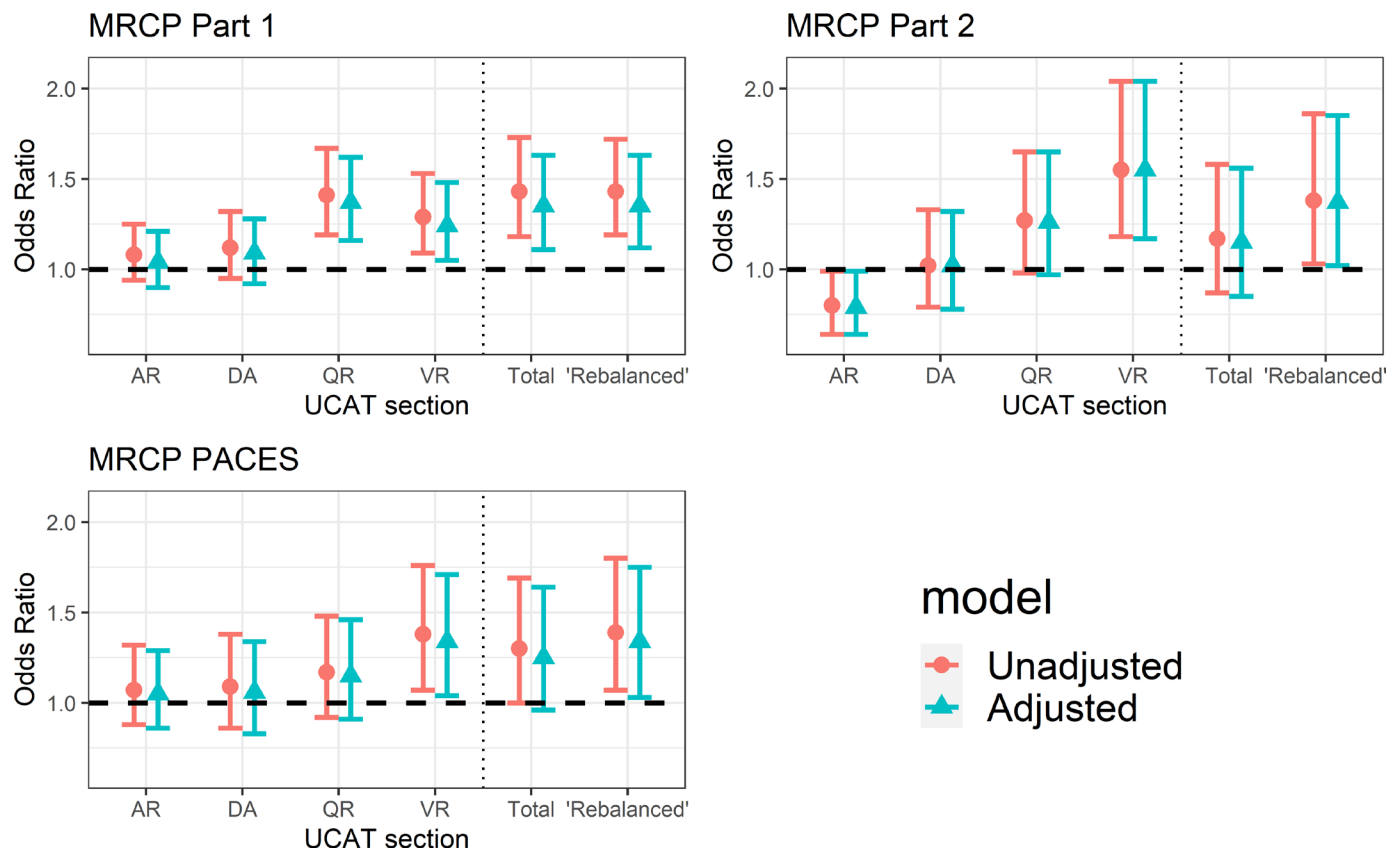 MRCP Part 1
2.0
1.5
1.0
Odds Ratio
AR DA QR VR Total 'Rebalanced'
UCAT section
MRCP Part 2
2.0
1.5
1.0
Odds Ratio
AR DA QR VR Total 'Rebalanced'
UCAT section
MRCP PACES
2.0
1.5
1.0
Odds Ratio
AR DA QR VR Total 'Rebalanced'
UCAT section
model
Unadjusted
Adjusted